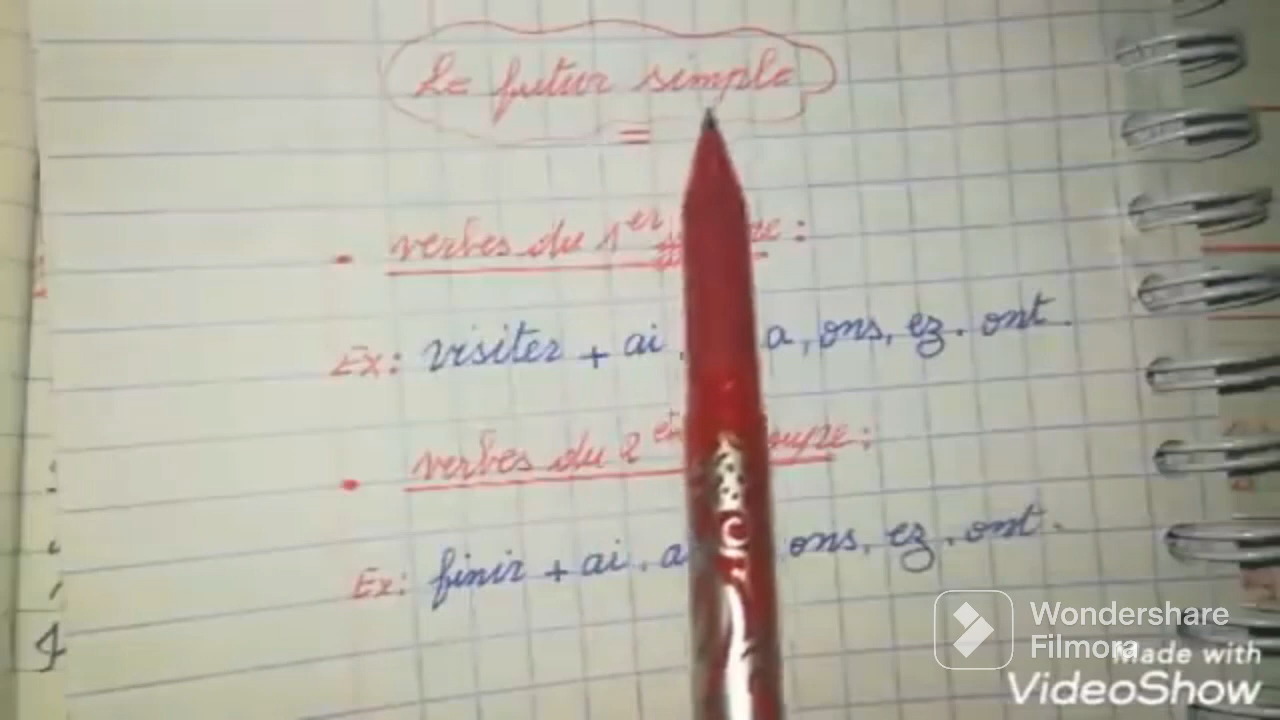 Le futur simple
verbes du 1er :
Ex: visiter + ai, a, ons, ez. ont.
verbes du 2 :
Ex: finir + ai, ons, ez, ont.
Wondershare
Filmora
Made with
VideoShow